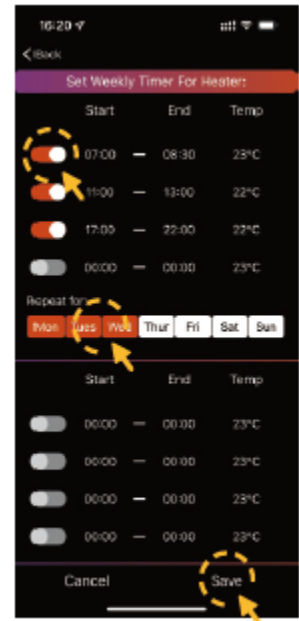 16:20
Back
Set Weekly Timer For Heater:
Start End Temp
07:00 — 08:30 23°C
11:00 — 13:00 22°C
17:00 — 22:00 22°C
00:00 — 00:00 23°C
Repeat for
Mon Tues Wed Thur Fri Sat Sun
Start End Temp
00:00 — 00:00 23°C
00:00 — 00:00 23°C
00:00 — 00:00 23°C
00:00 — 00:00 23°C
Cancel Save